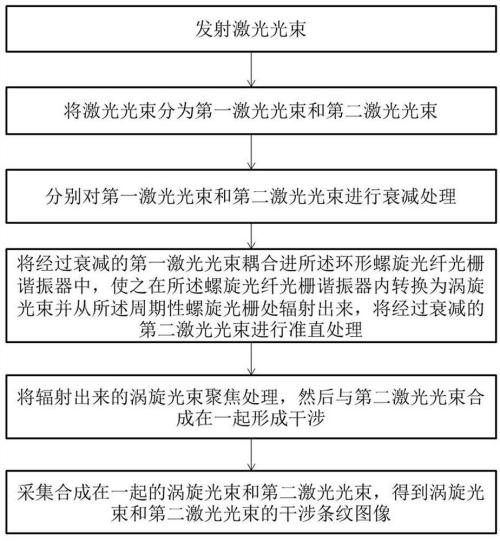 发射激光光束
将激光光束分为第一激光光束和第二激光光束
分别对第一激光光束和第二激光光束进行衰减处理
将经过衰减的第一激光光束耦合进所述环形螺旋光纤光栅
谐振器中，使之在所述螺旋光纤光栅谐振器内转换为涡旋
光束并从所述周期性螺旋光栅处辐射出来，将经过衰减的
第二激光光束进行准直处理
将辐射出来的涡旋光束聚焦处理，然后与第二激光光束合
成在一起形成干涉
采集合成在一起的涡旋光束和第二激光光束，得到涡旋光
束和第二激光光束的干涉条纹图像